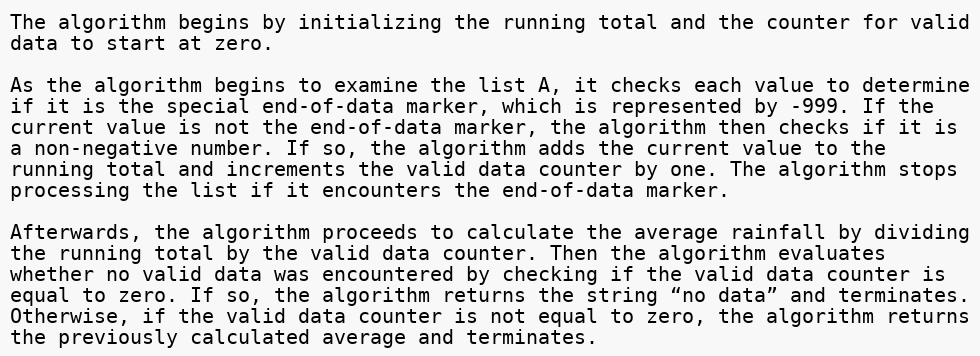 The algorithm begins by initializing the running total and the counter for valid
data to start at zero.

As the algorithm begins to examine the list A, it checks each value to determine
if it is the special end-of-data marker, which is represented by -999. If the
current value is not the end-of-data marker, the algorithm then checks if it is
a non-negative number. If so, the algorithm adds the current value to the
running total and increments the valid data counter by one. The algorithm stops
processing the list if it encounters the end-of-data marker.

Afterwards, the algorithm proceeds to calculate the average rainfall by dividing
the running total by the valid data counter. Then the algorithm evaluates
whether no valid data was encountered by checking if the valid data counter is
equal to zero. If so, the algorithm returns the string “no data” and terminates.
Otherwise, if the valid data counter is not equal to zero, the algorithm returns
the previously calculated average and terminates.